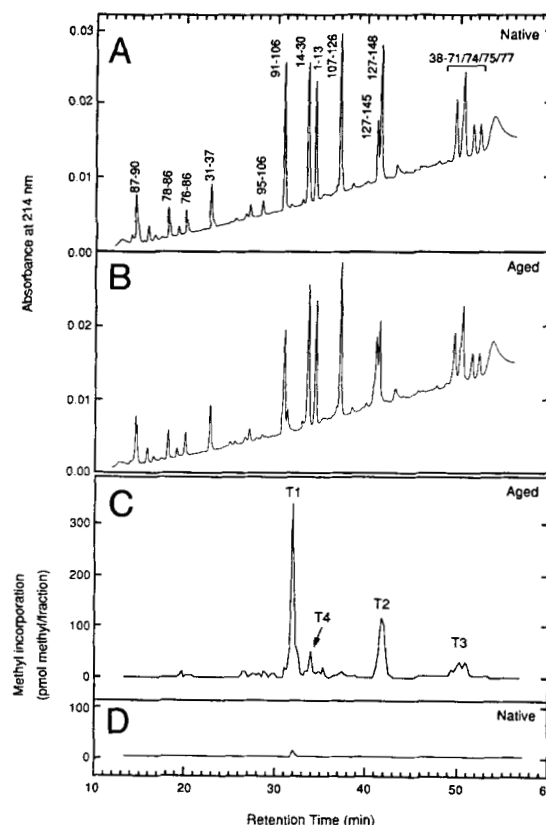 0.03
A
Native
91-106
14-30
1-13
107-126
127-148
127-145
38-71/74/75/77
0.02
87-90
78-86
76-86
31-37
95-106
0.01
0.00
Absorbance at 214 nm
B
Aged
0.02
0.01
0.00
C
Aged
T1
T4
T2
T3
300
200
100
0
Methyl incorporation
(pmol methyl/fraction)
D
Native
100
0
10 20 30 40 50
Retention Time (min)